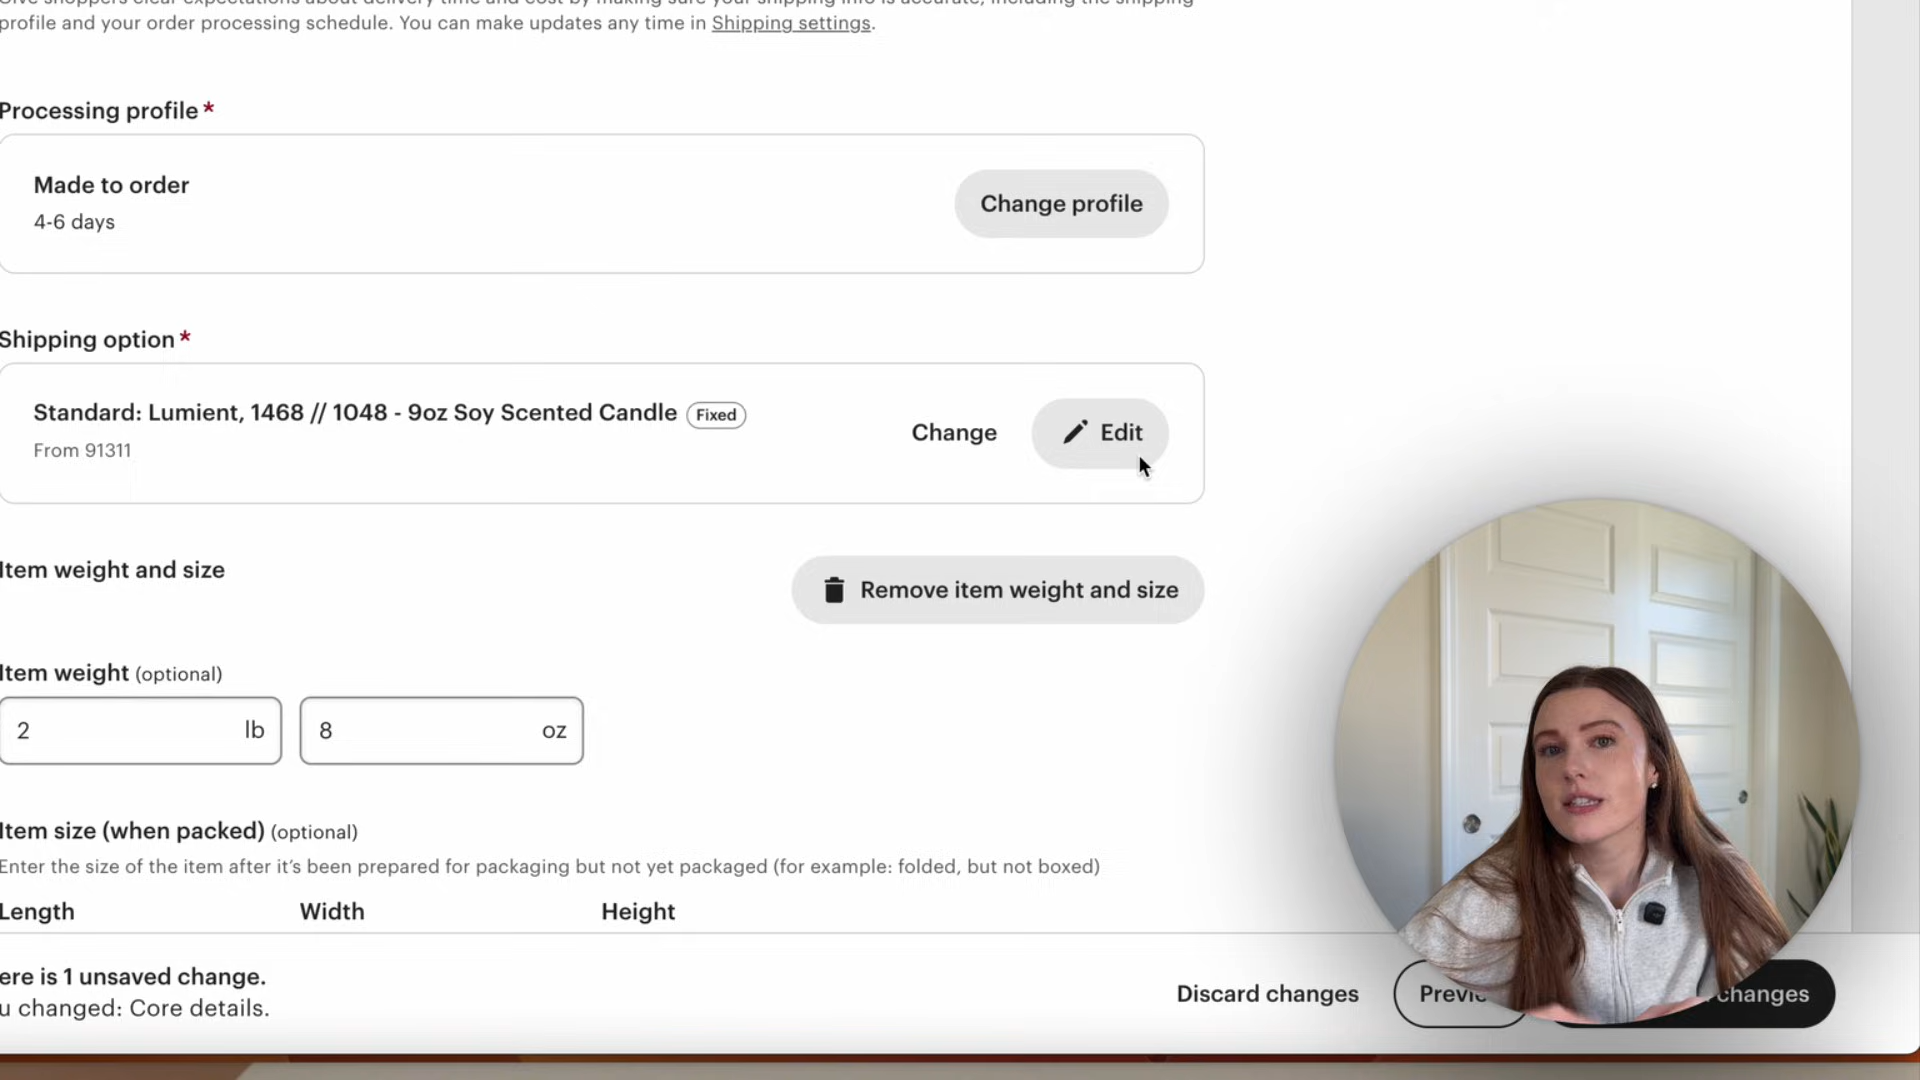 profile and your order processing schedule. You can make updates any time in Shipping settings.
Processing profile *
Made to order
4-6 days
Change profile
Shipping option *
Standard: Lumient, 1468 // 1048 - 9oz Soy Scented Candle Fixed
From 91311
Change
Edit
Item weight and size
Remove item weight and size
Item weight (optional)
2 lb 8 oz
Item size (when packed) (optional)
Enter the size of the item after it's been prepared for packaging but not yet packaged (for example: folded, but not boxed)
Length Width Height
ere is 1 unsaved change.
u changed: Core details.
Discard changes
Previe
changes